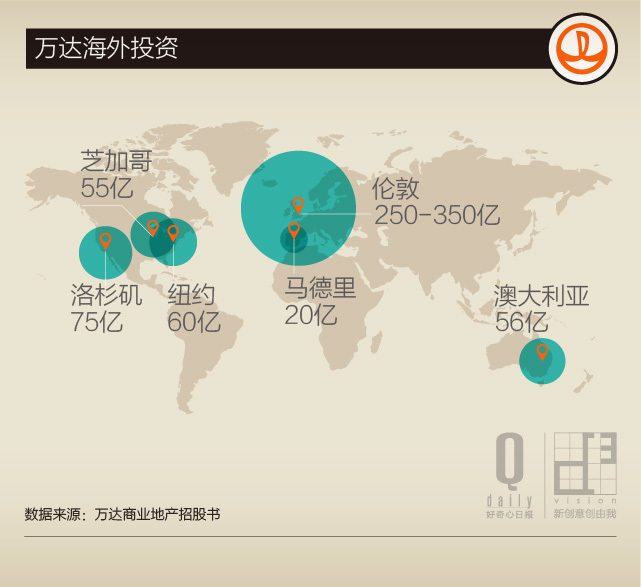 万达海外投资
芝加哥
55亿
伦敦
250-350亿
洛杉矶
75亿
纽约
60亿
马德里
20亿
澳大利亚
56亿
Q
daily
好奇心日报
d3
vision
新创意创由我
数据来源：万达商业地产招股书